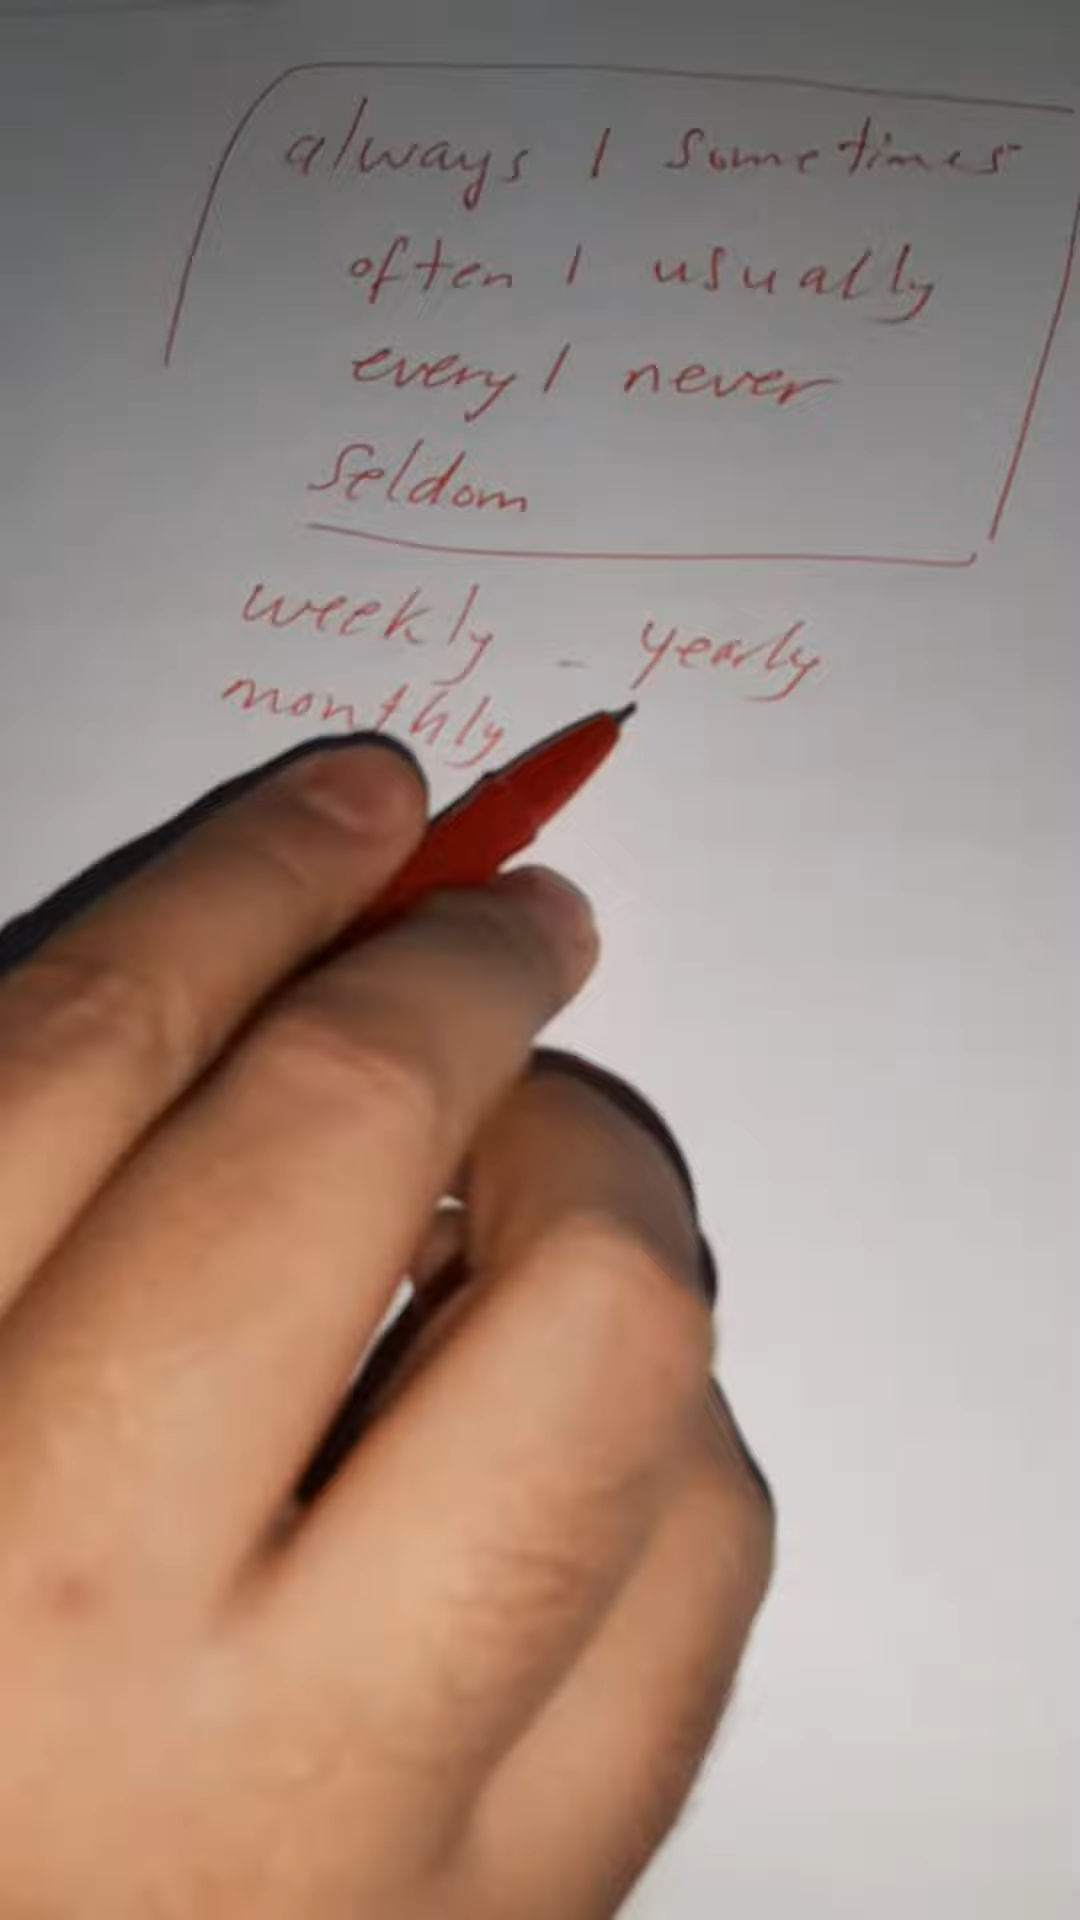 always / sometimes
often / usually
every / never
Seldom
weekly - yearly
monthly